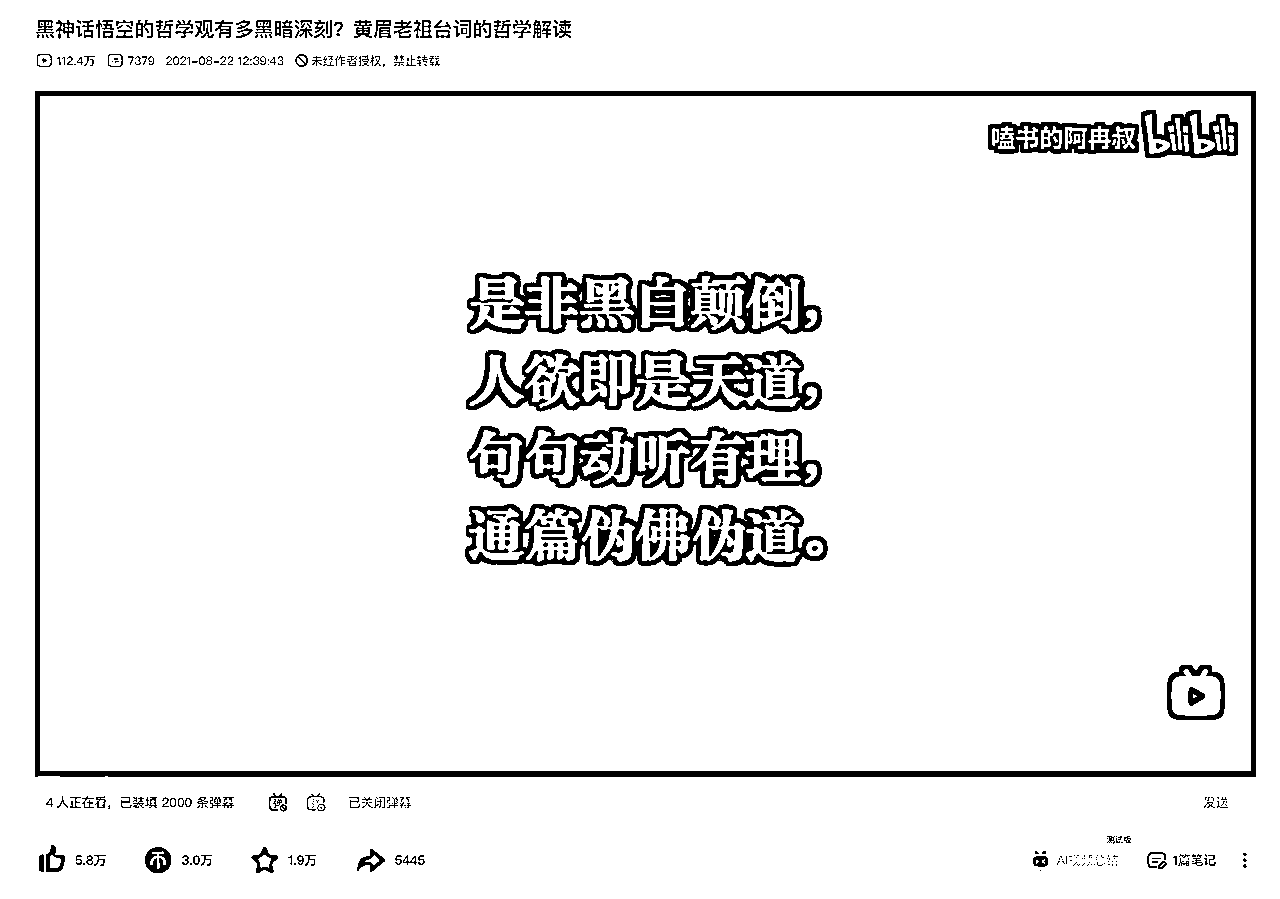 黑神话悟空的哲学观有多黑暗深刻？黄眉老祖台词的哲学解读
112.4万 7379 2021-08-22 12:39:43 未经作者授权，禁止转载
嗑书的阿冉叔 bilibili
是非黑白颠倒，
人欲即是天道，
句句动听有理，
通篇伪佛伪道。
4 人正在看，已装填 2000 条弹幕 已关闭弹幕 发送
测试版
5.8万 3.0万 1.9万 5445 AI视频总结 1篇笔记